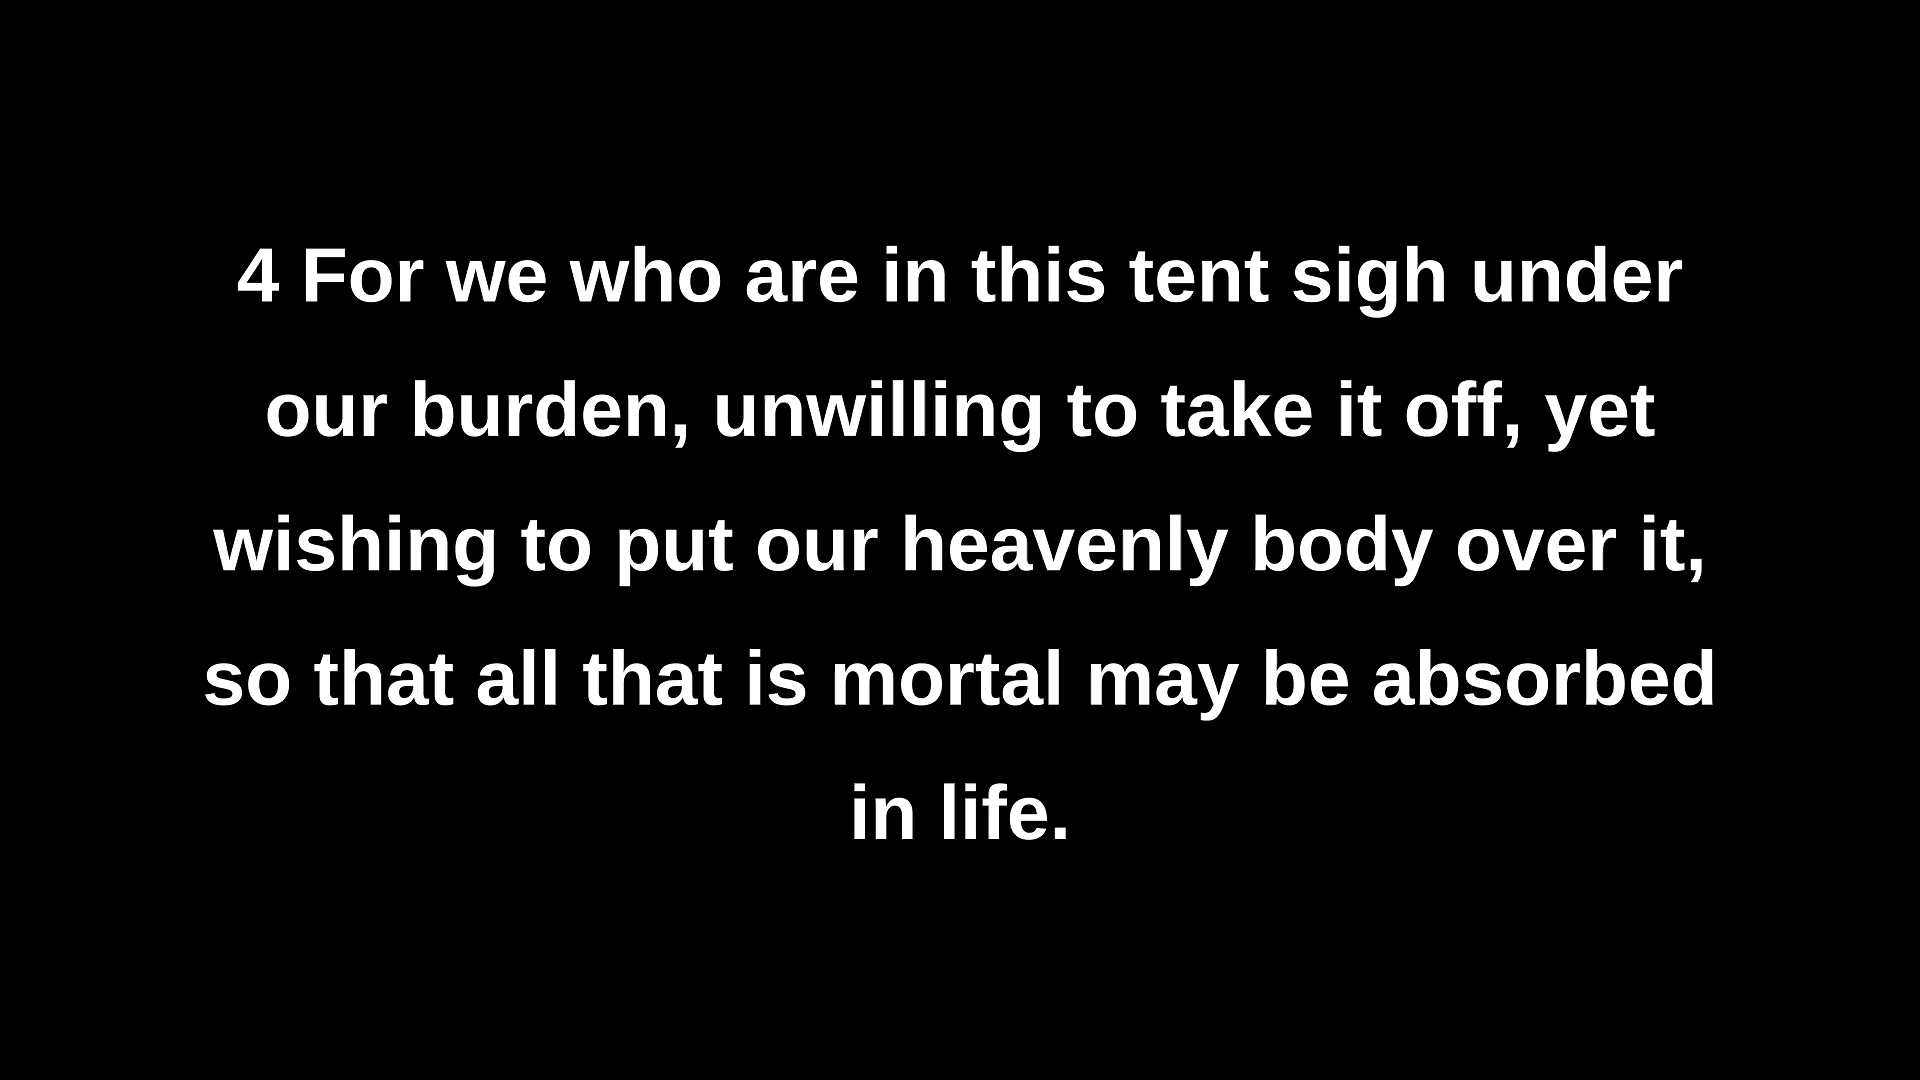 4 For we who are in this tent sigh under
our burden, unwilling to take it off, yet
wishing to put our heavenly body over it,
so that all that is mortal may be absorbed
in life.